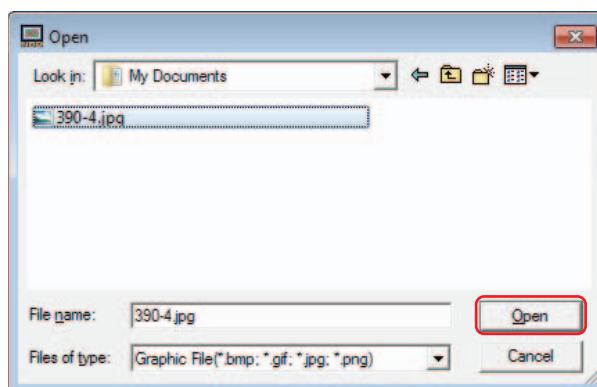 Open
Look in: My Documents
390-4.jpg
File name: 390-4.jpg Open
Files of type: Graphic File(*.bmp; *.gif; *.jpg; *.png) Cancel